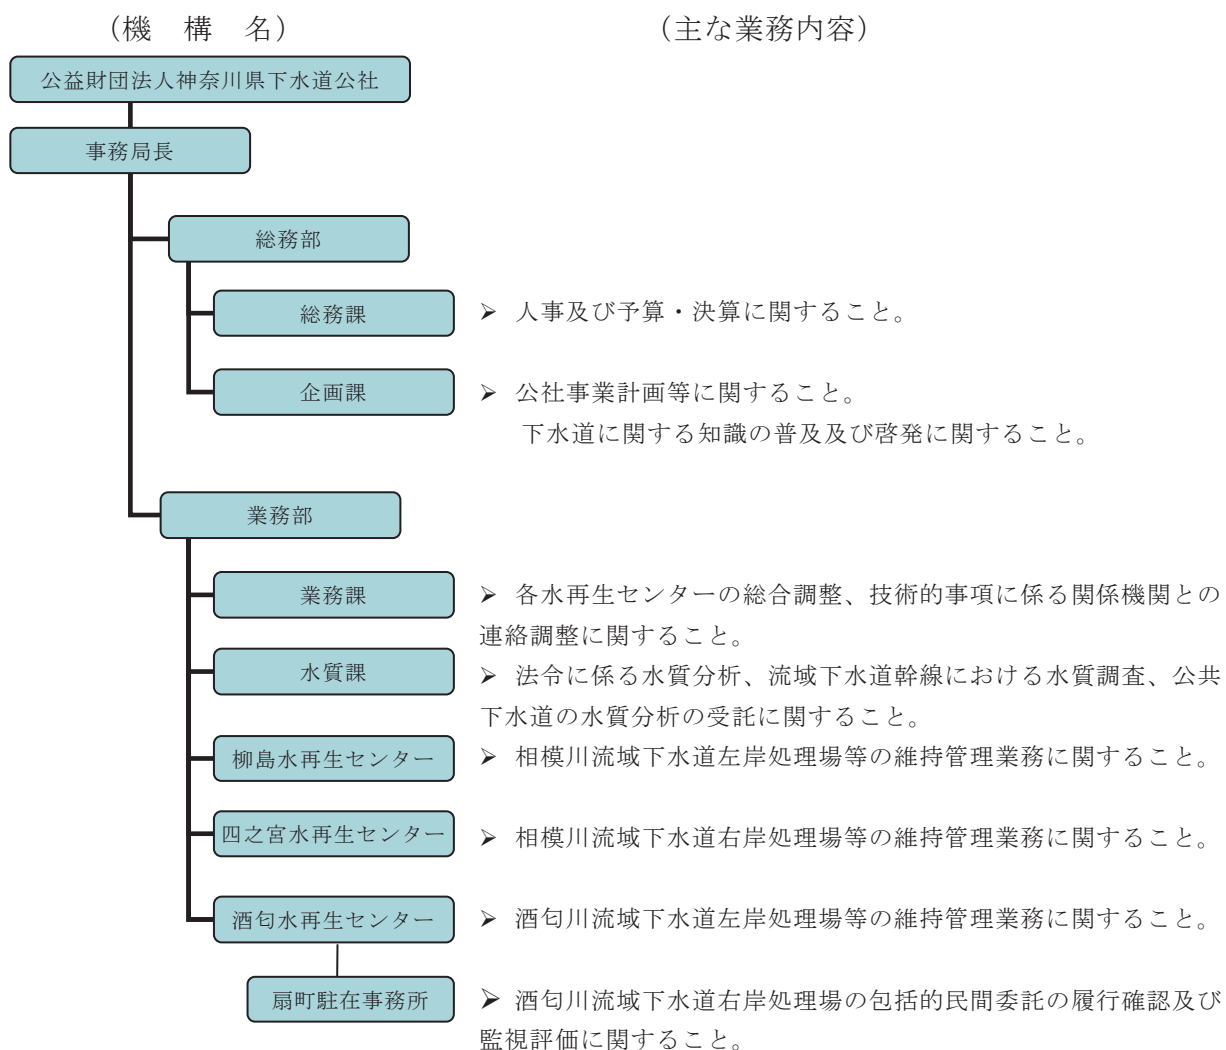 (機　構　名)　(主な業務内容)
公益財団法人神奈川県下水道公社
事務局長
総務部
総務課　➢ 人事及び予算・決算に関すること。
企画課　➢ 公社事業計画等に関すること。
下水道に関する知識の普及及び啓発に関すること。
業務部
業務課　➢ 各水再生センターの総合調整、技術的事項に係る関係機関との
連絡調整に関すること。
水質課　➢ 法令に係る水質分析、流域下水道幹線における水質調査、公共
下水道の水質分析の受託に関すること。
柳島水再生センター　➢ 相模川流域下水道左岸処理場等の維持管理業務に関すること。
四之宮水再生センター　➢ 相模川流域下水道右岸処理場等の維持管理業務に関すること。
酒匂水再生センター　➢ 酒匂川流域下水道左岸処理場等の維持管理業務に関すること。
扇町駐在事務所　➢ 酒匂川流域下水道右岸処理場の包括的民間委託の履行確認及び
監視評価に関すること。